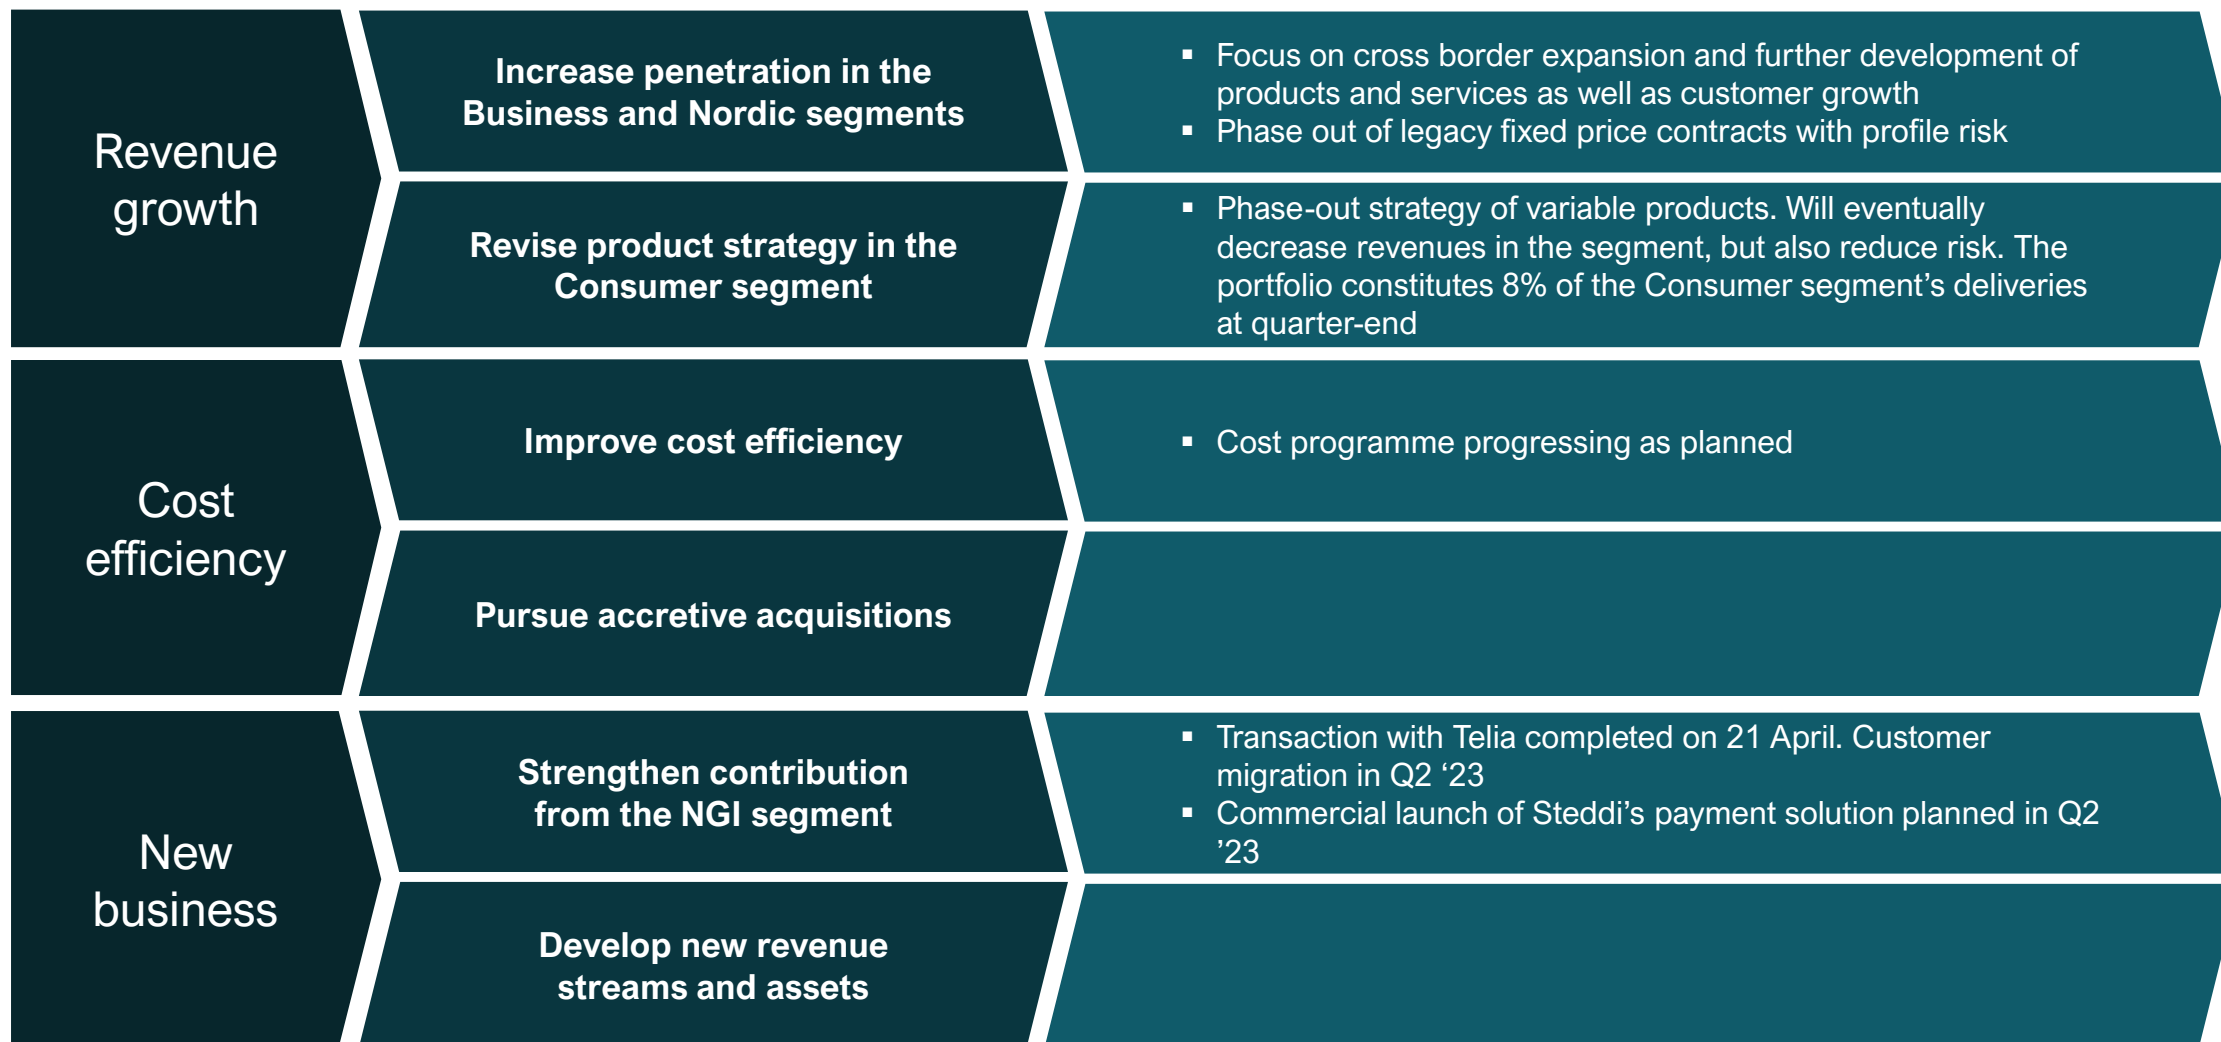 Revenue
growth
Increase penetration in the
Business and Nordic segments
▪ Focus on cross border expansion and further development of
products and services as well as customer growth
▪ Phase out of legacy fixed price contracts with profile risk
Revise product strategy in the
Consumer segment
▪ Phase-out strategy of variable products. Will eventually
decrease revenues in the segment, but also reduce risk. The
portfolio constitutes 8% of the Consumer segment’s deliveries
at quarter-end
Cost
efficiency
Improve cost efficiency
▪ Cost programme progressing as planned
Pursue accretive acquisitions
New
business
Strengthen contribution
from the NGI segment
▪ Transaction with Telia completed on 21 April. Customer
migration in Q2 ‘23
▪ Commercial launch of Steddi’s payment solution planned in Q2
’23
Develop new revenue
streams and assets